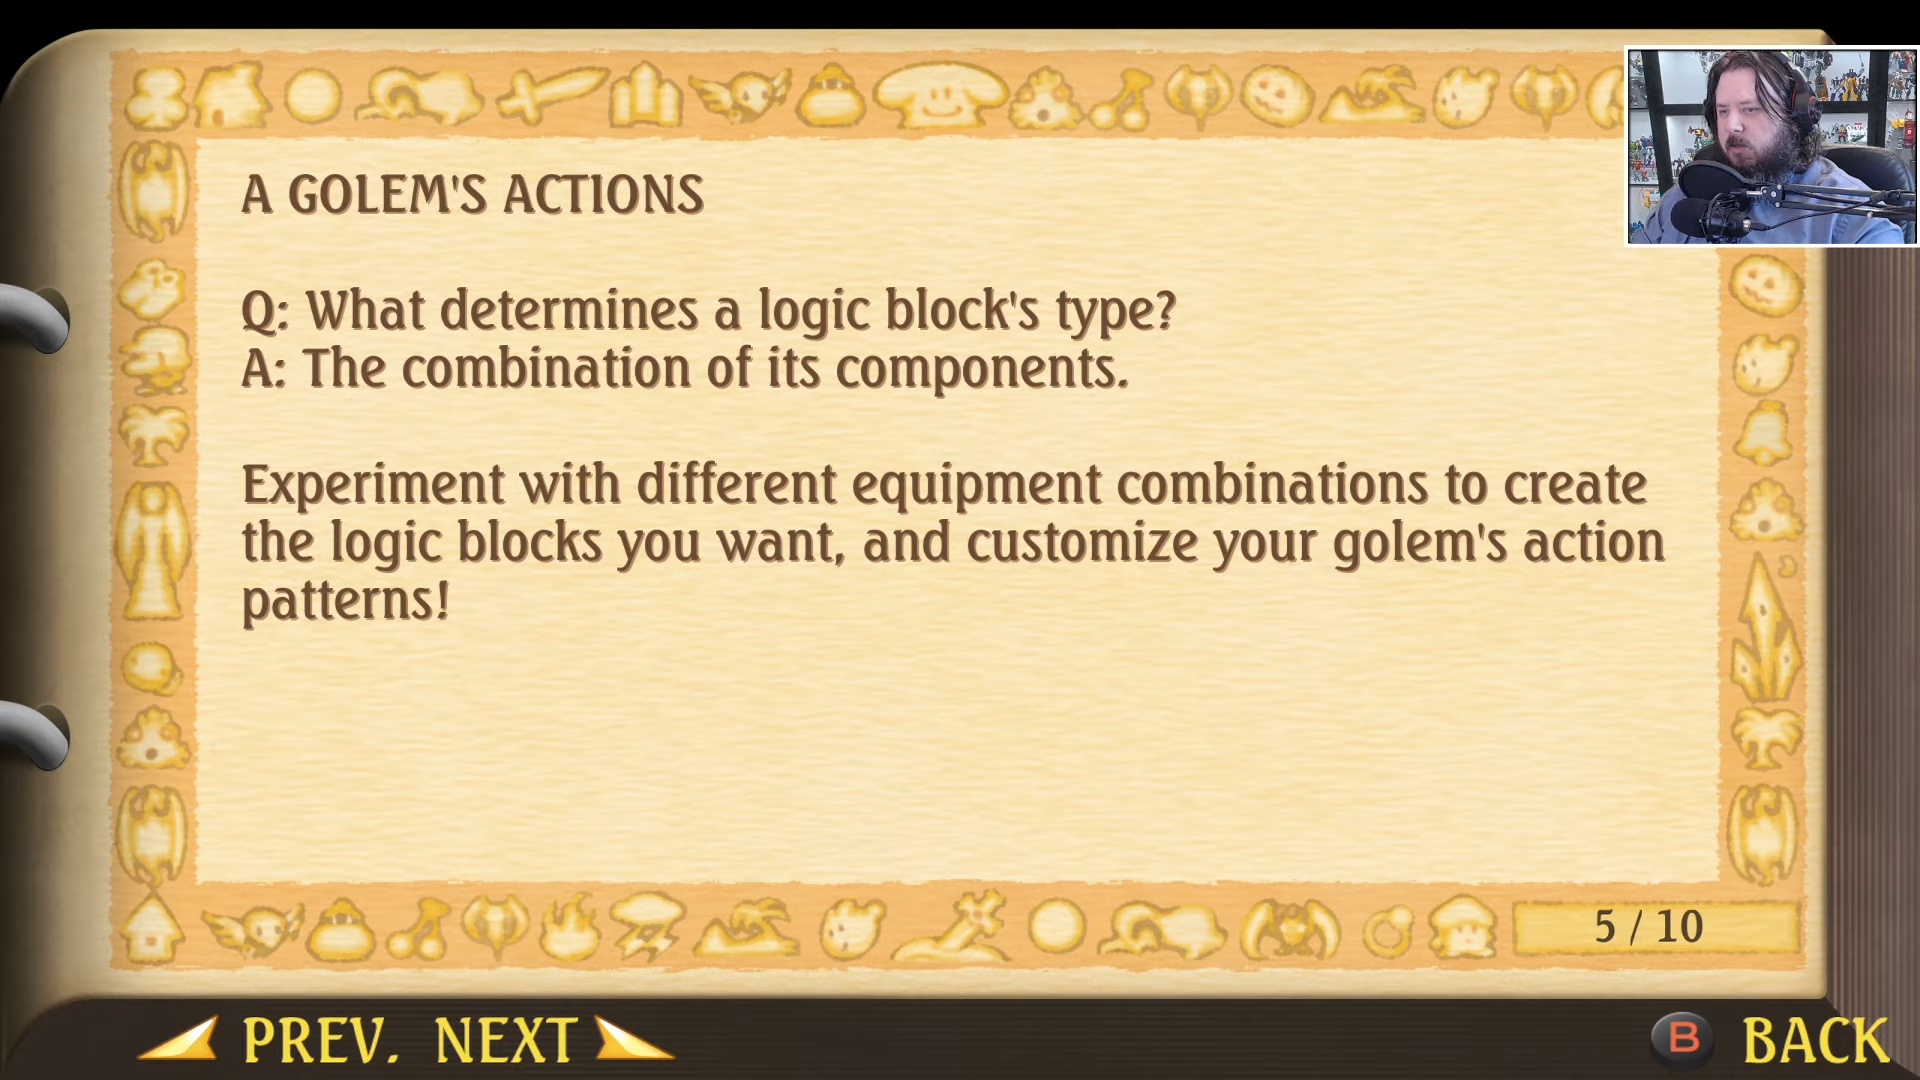 A GOLEM'S ACTIONS
Q: What determines a logic block's type?
A: The combination of its components.
Experiment with different equipment combinations to create
the logic blocks you want, and customize your golem's action
patterns!
5 / 10
PREV. NEXT
B BACK